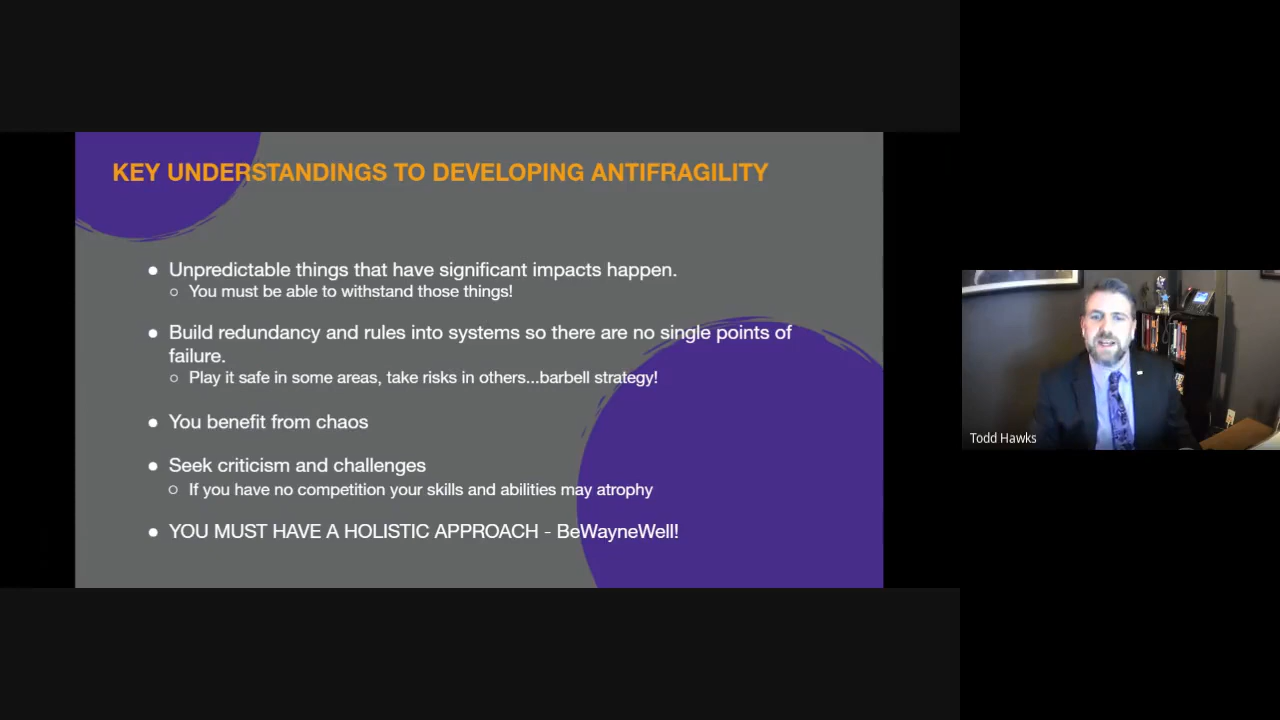 KEY UNDERSTANDINGS TO DEVELOPING ANTIFRAGILITY
● Unpredictable things that have significant impacts happen.
○ You must be able to withstand those things!
● Build redundancy and rules into systems so there are no single points of
failure.
○ Play it safe in some areas, take risks in others...barbell strategy!
● You benefit from chaos
● Seek criticism and challenges
○ If you have no competition your skills and abilities may atrophy
● YOU MUST HAVE A HOLISTIC APPROACH - BeWayneWell!
Todd Hawks